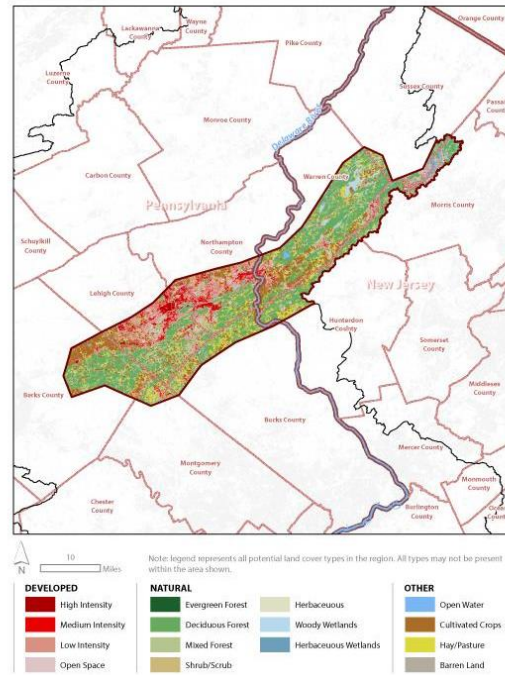 Orange County
Wayne
County
Lackawanna
County
Pike County
Luzerne
County
Sussex
County
Passaic
Delaware River
Monroe County
Warren County
Carbon County
Morris County
Pennsylvania
Schuylkill
County
Northampton
County
Lehigh County
New Jersey
Hunterdon
County
Somerset
County
Middlesex
County
Berks County
Bucks County
Mercer County
Montgomery
County
Monmouth
County
Chester
County
Burlington
County
Ocean
County
N
10
Miles
Note: legend represents all potential land cover types in the region. All types may not be present
within the area shown.
DEVELOPED
High Intensity
Medium Intensity
Low Intensity
Open Space
NATURAL
Evergreen Forest
Deciduous Forest
Mixed Forest
Shrub/Scrub
Herbaceuous
Woody Wetlands
Herbaceuous Wetlands
OTHER
Open Water
Cultivated Crops
Hay/Pasture
Barren Land